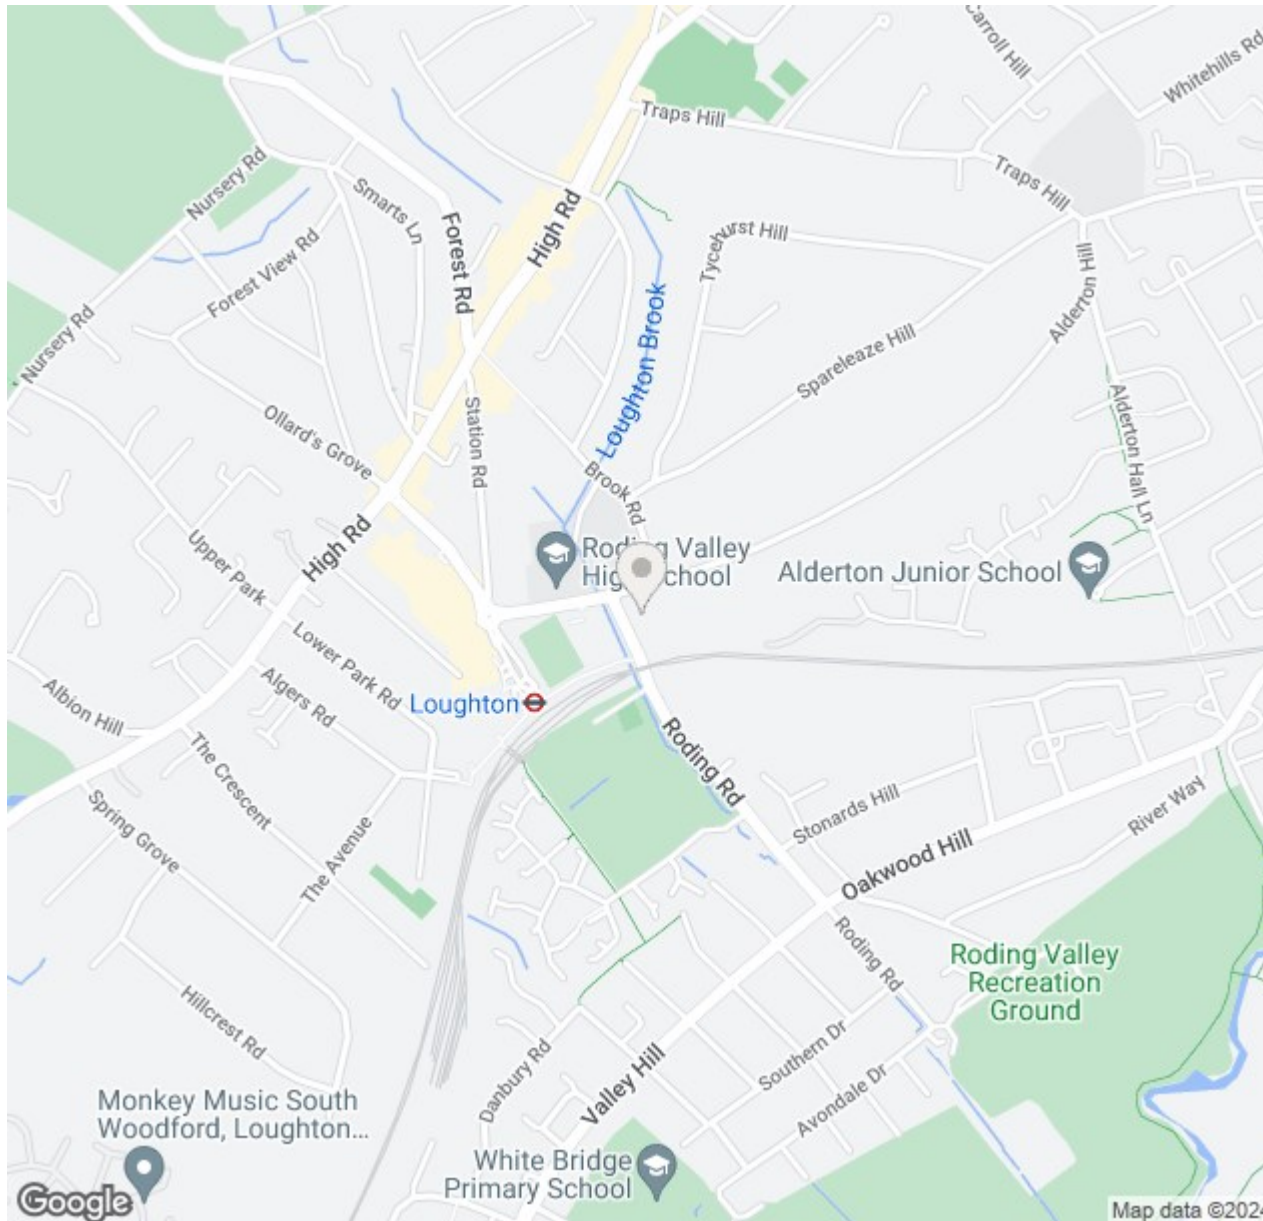 Carroll Hill
Whitehills Rd
Traps Hill
Traps Hill
Nursery Rd
Smarts Ln
Forest Rd
High Rd
Tycehurst Hill
Forest View Rd
Loughton Brook
Alderton Hill
Nursery Rd
Spareleaze Hill
Ollard's Grove
Station Rd
Brook Rd
Alderton Hall Ln
High Rd
Upper Park
Roding Valley
High School
Alderton Junior School
Lower Park Rd
Algers Rd
Albion Hill
Loughton
The Crescent
Roding Rd
Spring Grove
The Avenue
Stonards Hill
River Way
Oakwood Hill
Roding Rd
Roding Valley
Recreation
Ground
Hillcrest Rd
Southern Dr
Danbury Rd
Valley Hill
Avondale Dr
Monkey Music South
Woodford, Loughton...
White Bridge
Primary School
Google
Map data ©2024